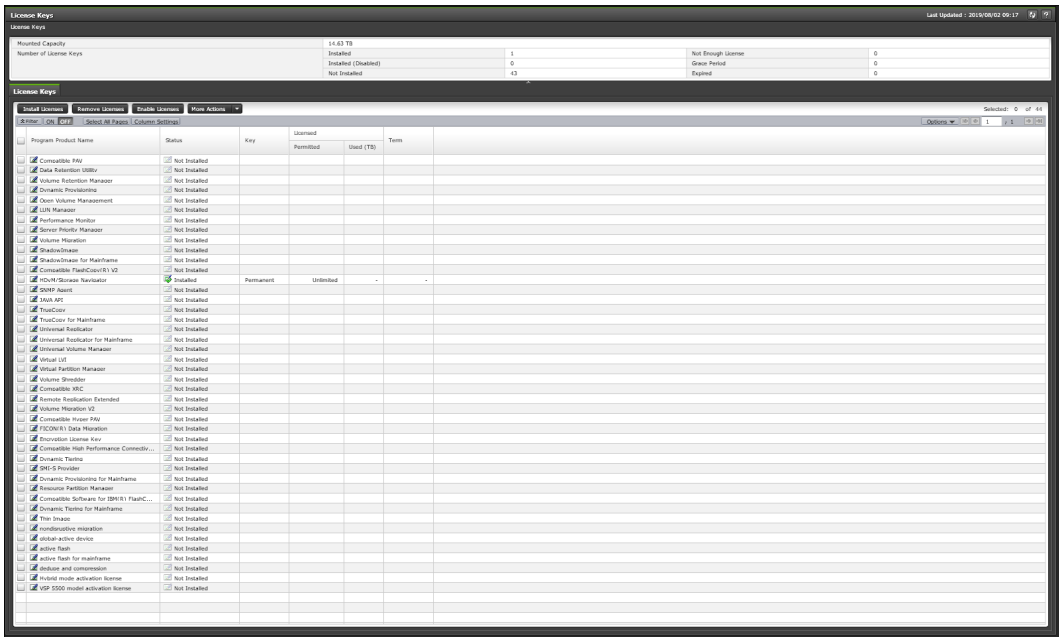 License Keys
Last Updated : 2019/08/02 09:17
License Keys
Mounted Capacity 14.63 TB
Number of License Keys Installed 1 Not Enough License 0
Installed (Disabled) 0 Grace Period 0
Not Installed 43 Expired 0
License Keys
Install Licenses Remove Licenses Enable Licenses More Actions Selected: 0 of 44
Filter ON OFF Select All Pages Column Settings Options 1 / 1
Program Product Name Status Key Licensed Term
Permitted Used (TB)
Compatible PAV Not Installed
Data Retention Utility Not Installed
Volume Retention Manager Not Installed
Dynamic Provisioning Not Installed
Open Volume Management Not Installed
LUN Manager Not Installed
Performance Monitor Not Installed
Server Priority Manager Not Installed
Volume Migration Not Installed
ShadowImage Not Installed
ShadowImage for Mainframe Not Installed
Compatible FlashCopy(R) V2 Not Installed
HDvM/Storage Navigator Installed Permanent Unlimited - -
SNMP Agent Not Installed
JAVA API Not Installed
TrueCopy Not Installed
TrueCopy for Mainframe Not Installed
Universal Replicator Not Installed
Universal Replicator for Mainframe Not Installed
Universal Volume Manager Not Installed
Virtual LVI Not Installed
Virtual Partition Manager Not Installed
Volume Shredder Not Installed
Compatible XRC Not Installed
Remote Replication Extended Not Installed
Volume Migration V2 Not Installed
Compatible Hyper PAV Not Installed
FICON(R) Data Migration Not Installed
Encryption License Key Not Installed
Compatible High Performance Connectiv... Not Installed
Dynamic Tiering Not Installed
SMI-S Provider Not Installed
Dynamic Provisioning for Mainframe Not Installed
Resource Partition Manager Not Installed
Compatible Software for IBM(R) FlashC... Not Installed
Dynamic Tiering for Mainframe Not Installed
Thin Image Not Installed
nondisruptive migration Not Installed
global-active device Not Installed
active flash Not Installed
active flash for mainframe Not Installed
dedupe and compression Not Installed
Hybrid mode activation license Not Installed
VSP 5500 model activation license Not Installed